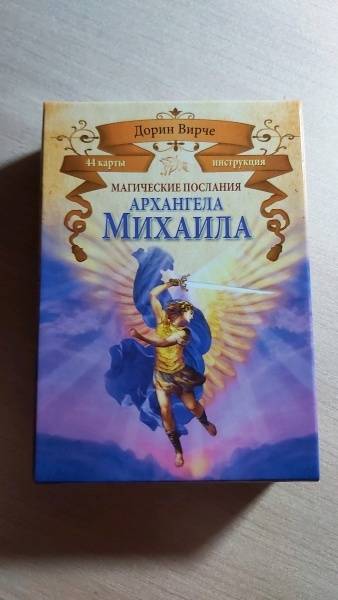 Дорин Вирче
44 карты инструкция
МАГИЧЕСКИЕ ПОСЛАНИЯ
АРХАНГЕЛА
МИХАИЛА